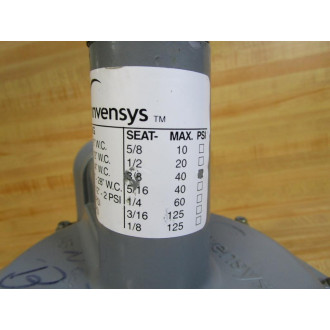 nvensys TM
SEAT- MAX. PSI
W.C. 5/8 10
W.C. 1/2 20
W.C. 3/8 40
28" W.C. 5/16 40
- 2 PSI 1/4 60
3/16 125
1/8 125